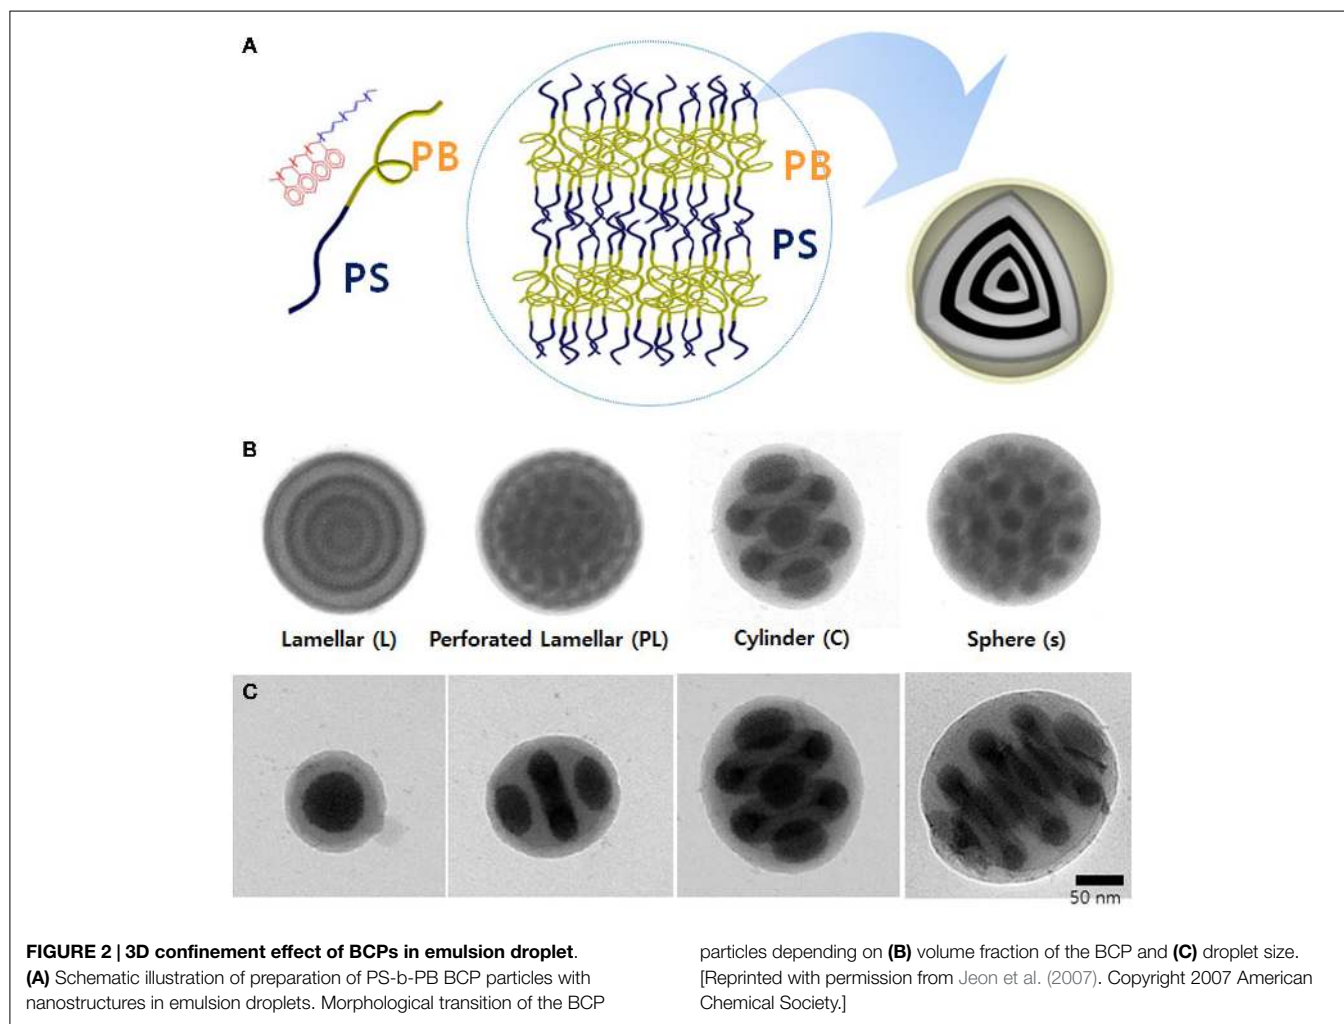 A
PB
PS
PB
PS
B
Lamellar (L)
Perforated Lamellar (PL)
Cylinder (C)
Sphere (s)
C
50 nm
FIGURE 2 | 3D confinement effect of BCPs in emulsion droplet.
(A) Schematic illustration of preparation of PS-b-PB BCP particles with
nanostructures in emulsion droplets. Morphological transition of the BCP
particles depending on (B) volume fraction of the BCP and (C) droplet size.
[Reprinted with permission from Jeon et al. (2007). Copyright 2007 American
Chemical Society.]